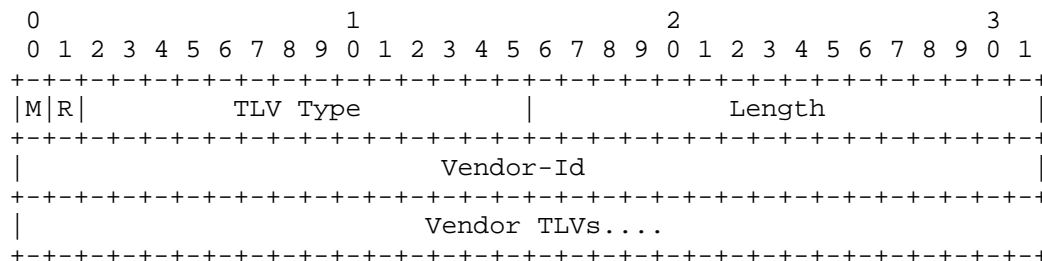 0                   1                   2                   3
 0 1 2 3 4 5 6 7 8 9 0 1 2 3 4 5 6 7 8 9 0 1 2 3 4 5 6 7 8 9 0 1
+-+-+-+-+-+-+-+-+-+-+-+-+-+-+-+-+-+-+-+-+-+-+-+-+-+-+-+-+-+-+-+-+
|M|R|         TLV Type          |            Length             |
+-+-+-+-+-+-+-+-+-+-+-+-+-+-+-+-+-+-+-+-+-+-+-+-+-+-+-+-+-+-+-+-+
|                          Vendor-Id                            |
+-+-+-+-+-+-+-+-+-+-+-+-+-+-+-+-+-+-+-+-+-+-+-+-+-+-+-+-+-+-+-+-+
|                         Vendor TLVs....
+-+-+-+-+-+-+-+-+-+-+-+-+-+-+-+-+-+-+-+-+-+-+-+-+-+-+-+-+-+-+-+-+